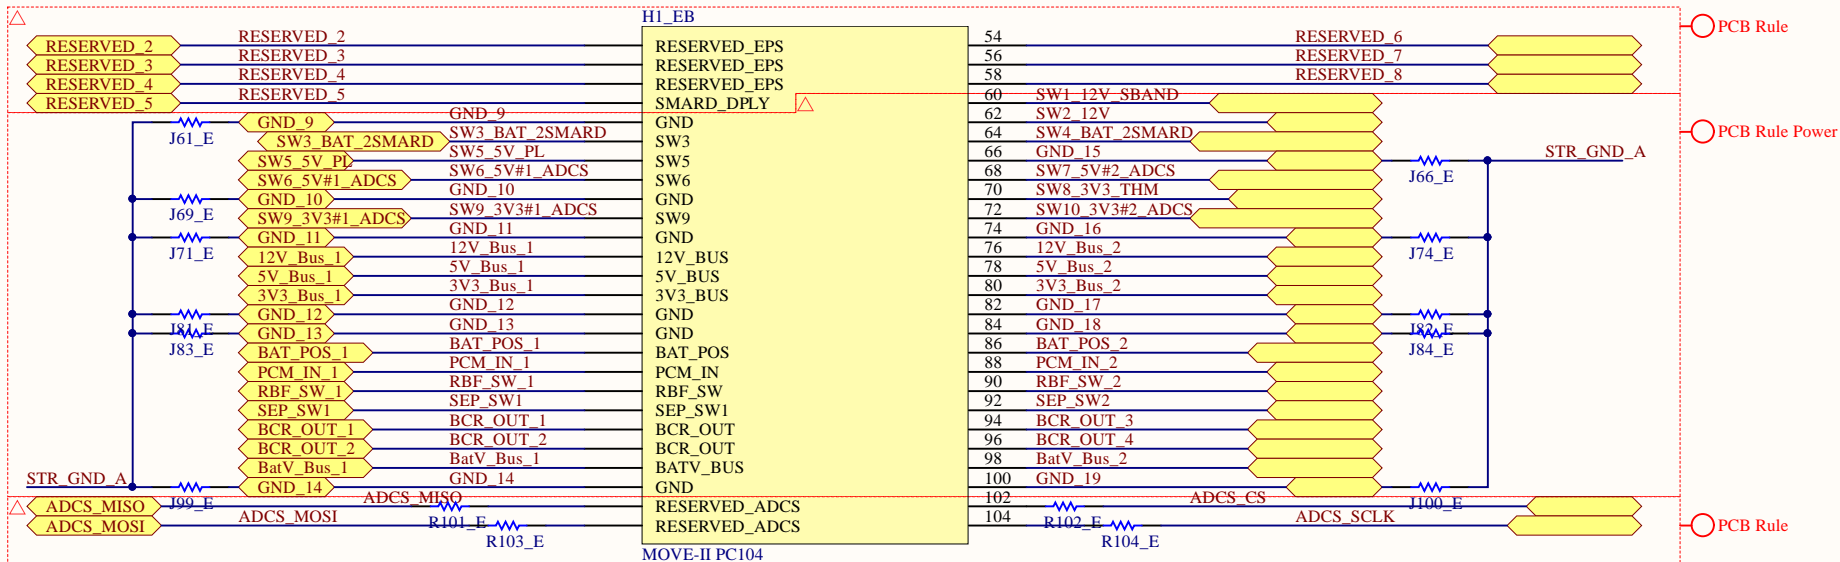 H1_EB
RESERVED_2 RESERVED_2 RESERVED_EPS 54 RESERVED_6 PCB Rule
RESERVED_3 RESERVED_3 RESERVED_EPS 56 RESERVED_7
RESERVED_4 RESERVED_4 RESERVED_EPS 58 RESERVED_8
RESERVED_5 RESERVED_5 SMARD_DPLY 60 SW1_12V_SBAND
J61_E GND_9 GND_9 GND 62 SW2_12V
SW3_BAT_2SMARD SW3_BAT_2SMARD SW3 64 SW4_BAT_2SMARD PCB Rule Power
SW5_5V_PL SW5_5V_PL SW5 66 GND_15 J66_E STR_GND_A
SW6_5V#1_ADCS SW6_5V#1_ADCS SW6 68 SW7_5V#2_ADCS
J69_E GND_10 GND_10 GND 70 SW8_3V3_THM
SW9_3V3#1_ADCS SW9_3V3#1_ADCS SW9 72 SW10_3V3#2_ADCS
J71_E GND_11 GND_11 GND 74 GND_16 J74_E
12V_Bus_1 12V_Bus_1 12V_BUS 76 12V_Bus_2
5V_Bus_1 5V_Bus_1 5V_BUS 78 5V_Bus_2
3V3_Bus_1 3V3_Bus_1 3V3_BUS 80 3V3_Bus_2
J81_E GND_12 GND_12 GND 82 GND_17 J82_E
J83_E GND_13 GND_13 GND 84 GND_18 J84_E
BAT_POS_1 BAT_POS_1 BAT_POS 86 BAT_POS_2
PCM_IN_1 PCM_IN_1 PCM_IN 88 PCM_IN_2
RBF_SW_1 RBF_SW_1 RBF_SW 90 RBF_SW_2
SEP_SW1 SEP_SW1 SEP_SW1 92 SEP_SW2
BCR_OUT_1 BCR_OUT_1 BCR_OUT 94 BCR_OUT_3
BCR_OUT_2 BCR_OUT_2 BCR_OUT 96 BCR_OUT_4
BatV_Bus_1 BatV_Bus_1 BATV_BUS 98 BatV_Bus_2
STR_GND_A J99_E GND_14 GND_14 GND 100 GND_19 J100_E
ADCS_MISO ADCS_MISO R101_E RESERVED_ADCS 102 R102_E ADCS_CS
ADCS_MOSI ADCS_MOSI R103_E RESERVED_ADCS 104 R104_E ADCS_SCLK PCB Rule
MOVE-II PC104